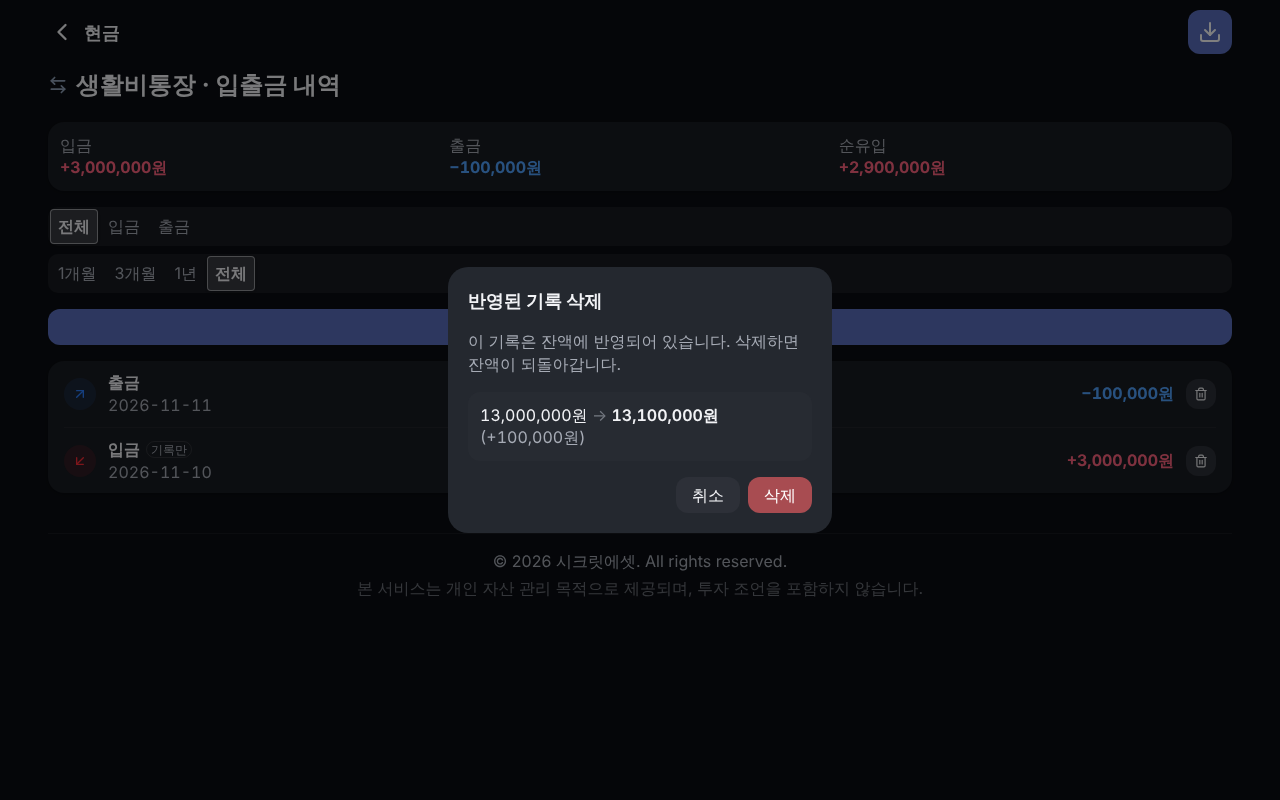 현금
생활비통장 · 입출금 내역
입금 출금 순유입
+3,000,000원 −100,000원 +2,900,000원
전체 입금 출금
1개월 3개월 1년 전체
반영된 기록 삭제
이 기록은 잔액에 반영되어 있습니다. 삭제하면
잔액이 되돌아갑니다.
13,000,000원 → 13,100,000원
(+100,000원)
취소 삭제
출금
2026-11-11
−100,000원
입금 기록만
2026-11-10
+3,000,000원
© 2026 시크릿에셋. All rights reserved.
본 서비스는 개인 자산 관리 목적으로 제공되며, 투자 조언을 포함하지 않습니다.